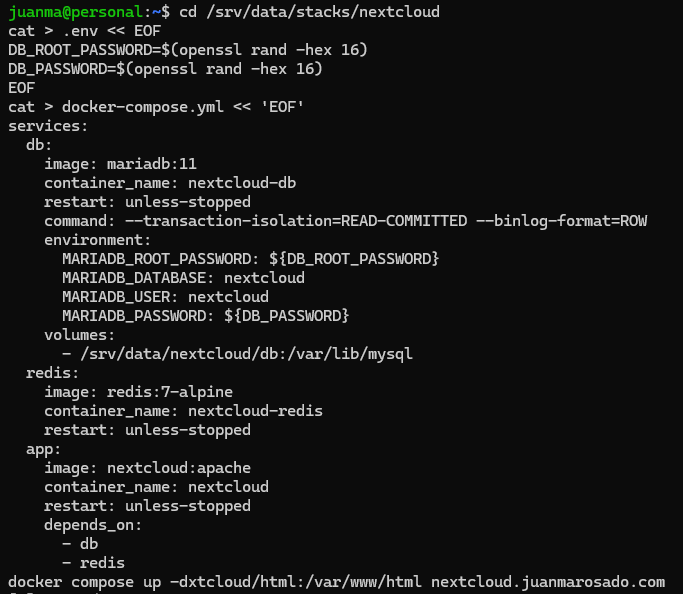 juanma@personal:~$ cd /srv/data/stacks/nextcloud
cat > .env << EOF
DB_ROOT_PASSWORD=$(openssl rand -hex 16)
DB_PASSWORD=$(openssl rand -hex 16)
EOF
cat > docker-compose.yml << 'EOF'
services:
  db:
    image: mariadb:11
    container_name: nextcloud-db
    restart: unless-stopped
    command: --transaction-isolation=READ-COMMITTED --binlog-format=ROW
    environment:
      MARIADB_ROOT_PASSWORD: ${DB_ROOT_PASSWORD}
      MARIADB_DATABASE: nextcloud
      MARIADB_USER: nextcloud
      MARIADB_PASSWORD: ${DB_PASSWORD}
    volumes:
      - /srv/data/nextcloud/db:/var/lib/mysql
  redis:
    image: redis:7-alpine
    container_name: nextcloud-redis
    restart: unless-stopped
  app:
    image: nextcloud:apache
    container_name: nextcloud
    restart: unless-stopped
    depends_on:
      - db
      - redis
docker compose up -dxtcloud/html:/var/www/html nextcloud.juanmarosado.com